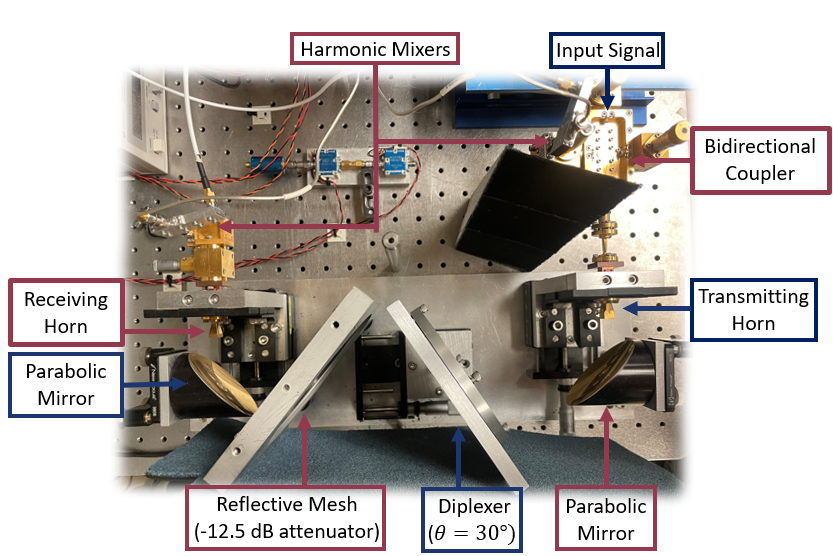 Harmonic Mixers
Input Signal
Bidirectional
Coupler
Receiving
Horn
Transmitting
Horn
Parabolic
Mirror
Reflective Mesh
(-12.5 dB attenuator)
Diplexer
(θ = 30°)
Parabolic
Mirror